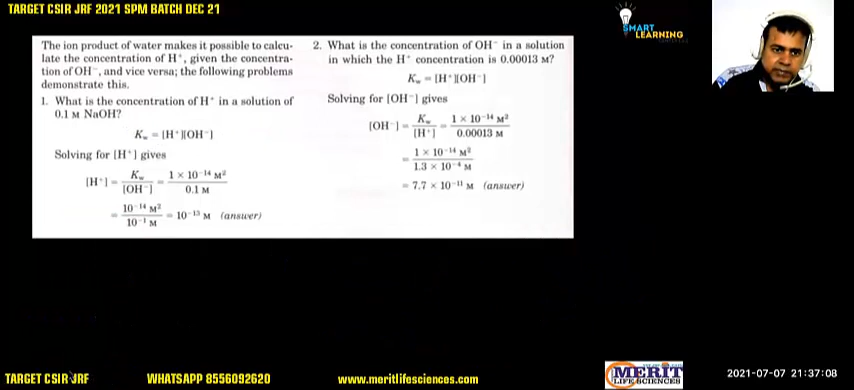 TARGET CSIR JRF 2021 SPM BATCH DEC 21
SMART
LEARNING
The ion product of water makes it possible to calcu-
late the concentration of H⁺, given the concentra-
tion of OH⁻, and vice versa; the following problems
demonstrate this.
1. What is the concentration of H⁺ in a solution of
0.1 M NaOH?
K_w = [H⁺][OH⁻]
Solving for [H⁺] gives
[H⁺] = K_w / [OH⁻] = 1 × 10⁻¹⁴ M² / 0.1 M
= 10⁻¹⁴ M² / 10⁻¹ M = 10⁻¹³ M (answer)
2. What is the concentration of OH⁻ in a solution
in which the H⁺ concentration is 0.00013 M?
K_w = [H⁺][OH⁻]
Solving for [OH⁻] gives
[OH⁻] = K_w / [H⁺] = 1 × 10⁻¹⁴ M² / 0.00013 M
= 1 × 10⁻¹⁴ M² / 1.3 × 10⁻⁴ M
= 7.7 × 10⁻¹¹ M (answer)
TARGET CSIR JRF
WHATSAPP 8556092620
www.meritlifesciences.com
MERIT
LIFE SCIENCES
2021-07-07 21:37:08